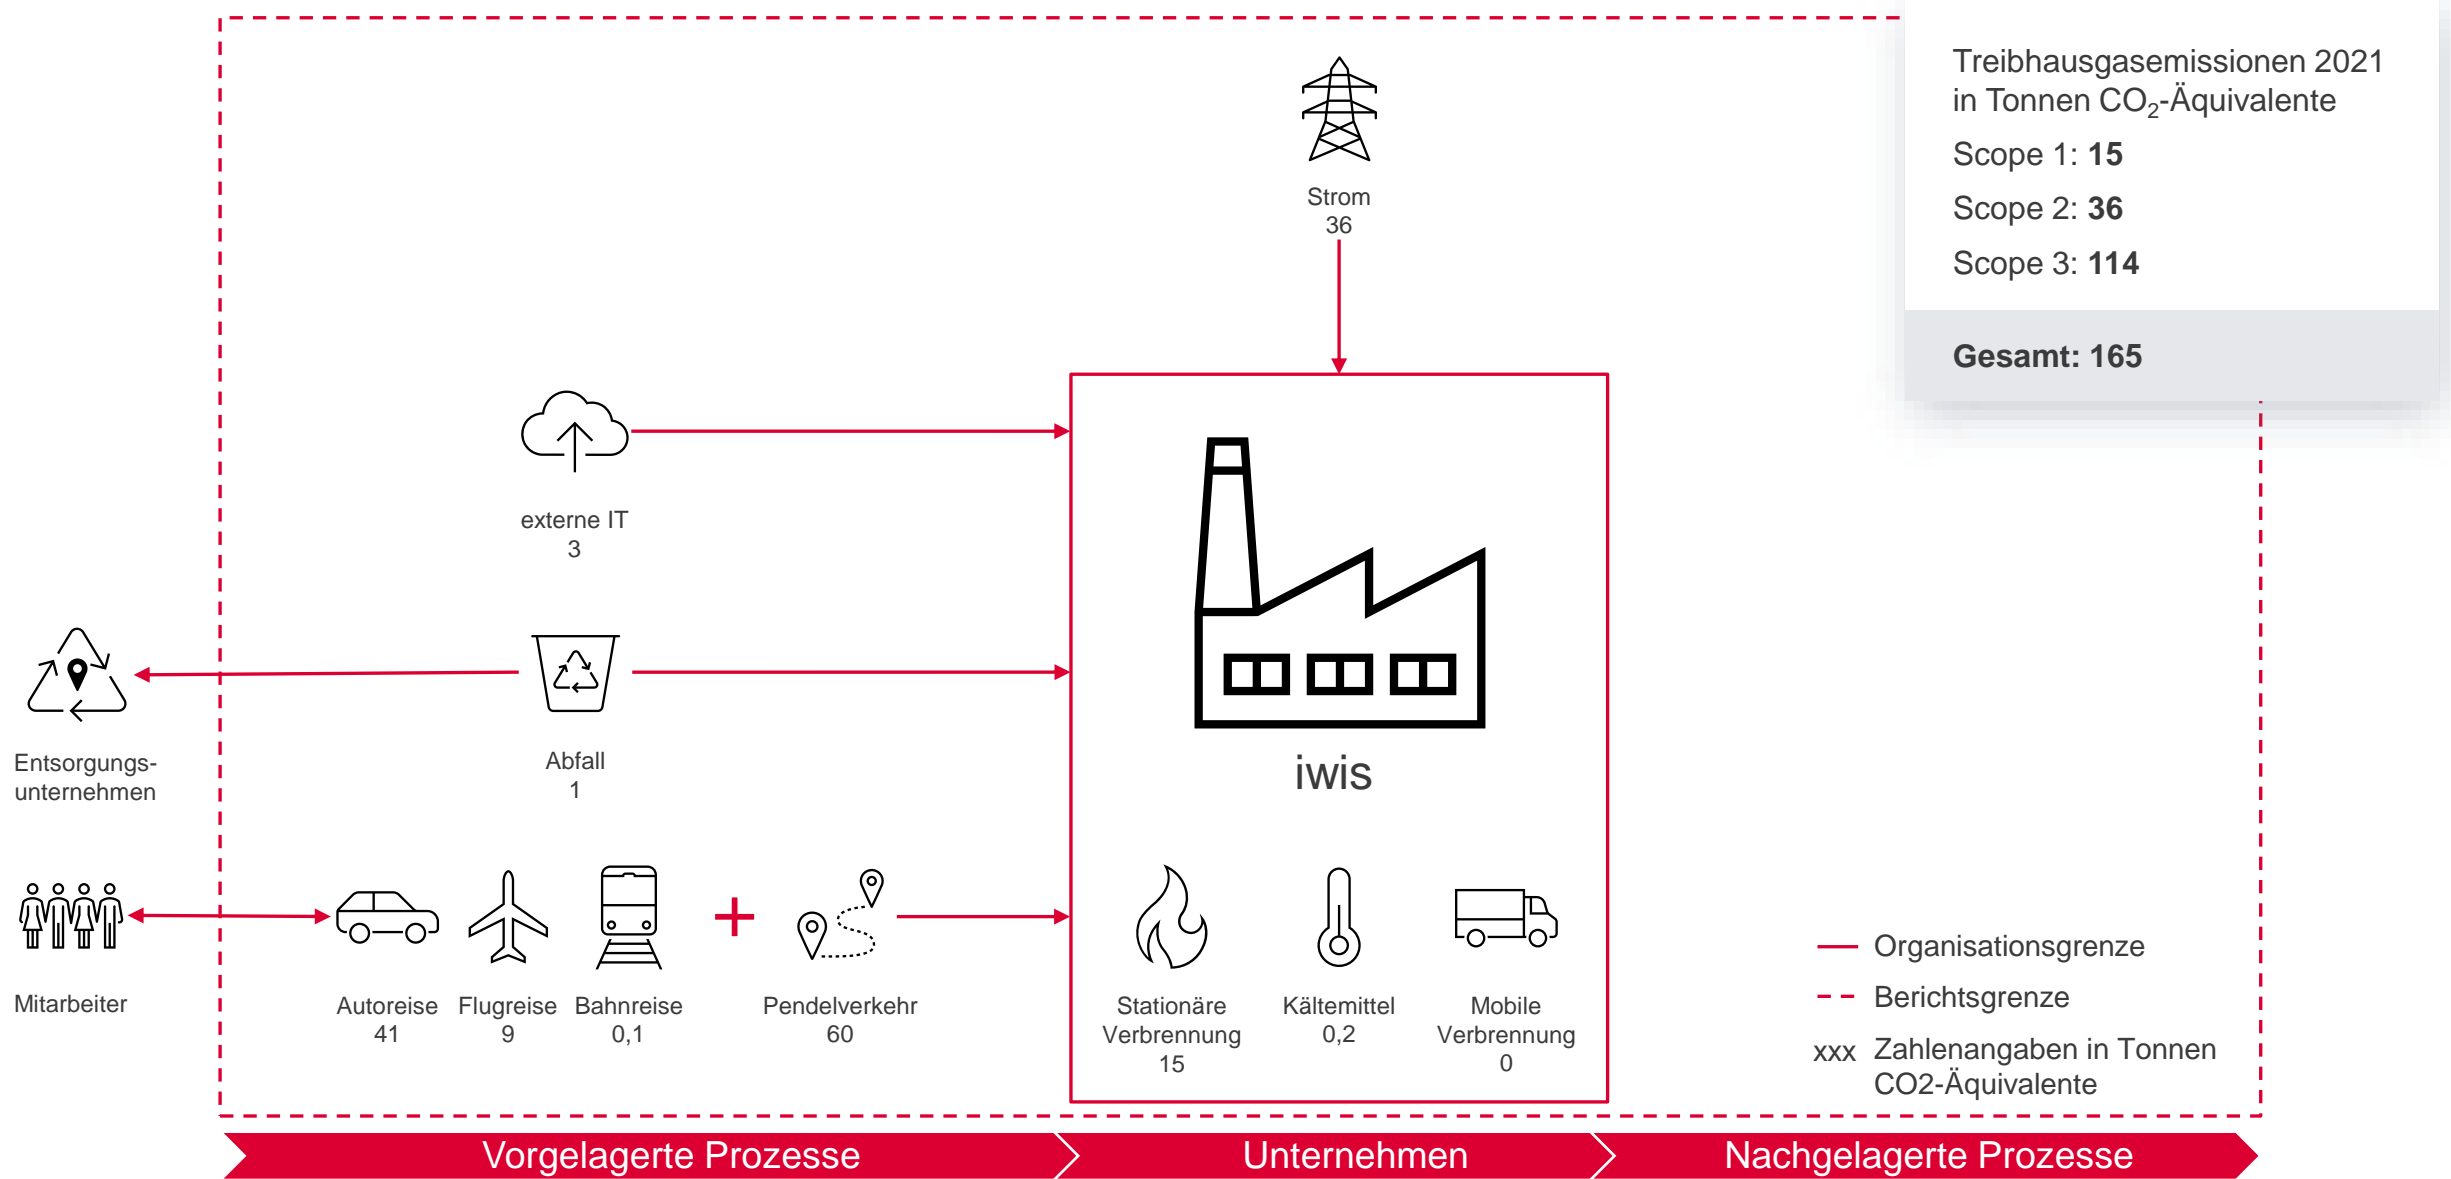 Treibhausgasemissionen 2021
in Tonnen CO₂-Äquivalente
Scope 1: 15
Scope 2: 36
Scope 3: 114
Gesamt: 165
Strom
36
externe IT
3
Entsorgungs-
unternehmen
Abfall
1
iwis
Mitarbeiter
Autoreise
41
Flugreise
9
Bahnreise
0,1
+
Pendelverkehr
60
Stationäre
Verbrennung
15
Kältemittel
0,2
Mobile
Verbrennung
0
Organisationsgrenze
Berichtsgrenze
xxx Zahlenangaben in Tonnen
CO2-Äquivalente
Vorgelagerte Prozesse
Unternehmen
Nachgelagerte Prozesse